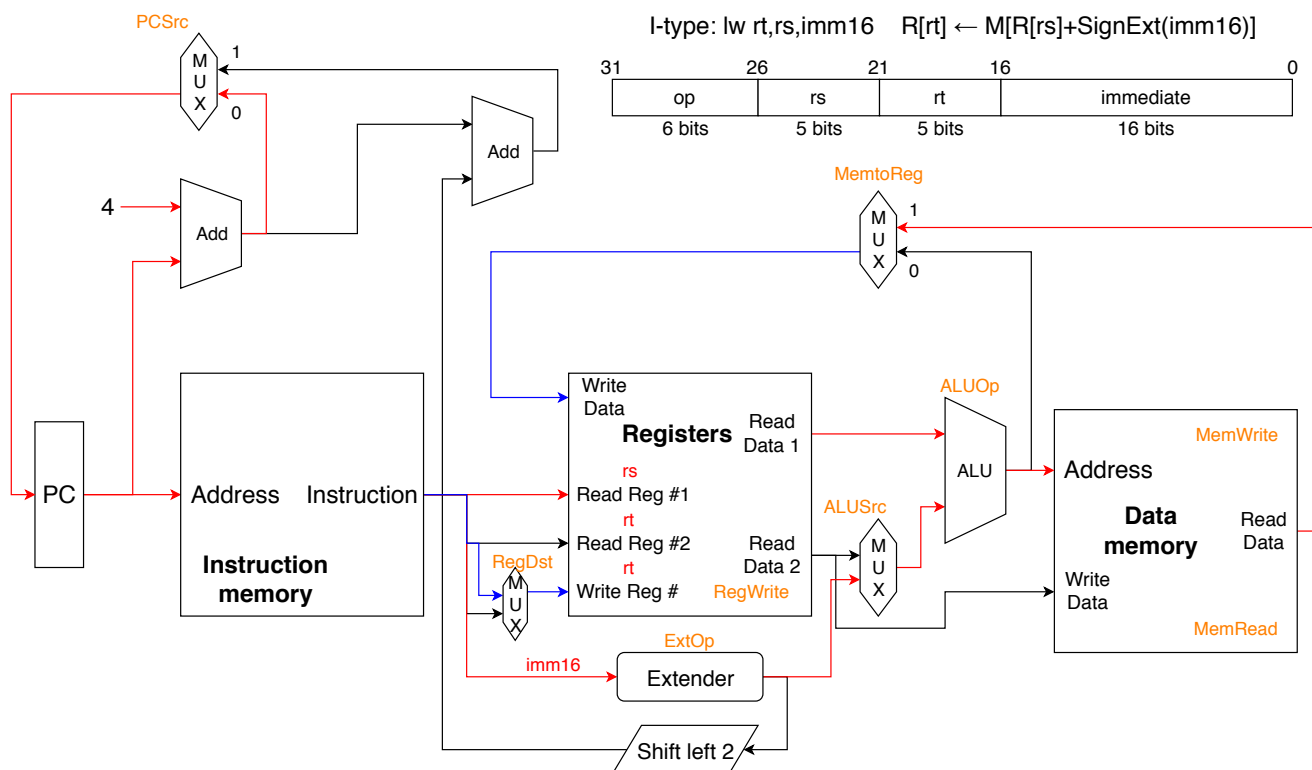 PCSrc
I-type: lw rt,rs,imm16 R[rt] ← M[R[rs]+SignExt(imm16)]
M
U
X
1
0
31 26 21 16 0
op rs rt immediate
6 bits 5 bits 5 bits 16 bits
Add
4
Add
MemtoReg
M
U
X
1
0
PC
Address Instruction
Instruction
memory
Write
Data
Registers
Read
Data 1
rs
Read Reg #1
rt
Read Reg #2
rt
Write Reg #
Read
Data 2
RegWrite
RegDst
M
U
X
ALUOp
ALU
ALUSrc
M
U
X
MemWrite
Address
Data
memory
Read
Data
Write
Data
MemRead
ExtOp
imm16
Extender
Shift left 2